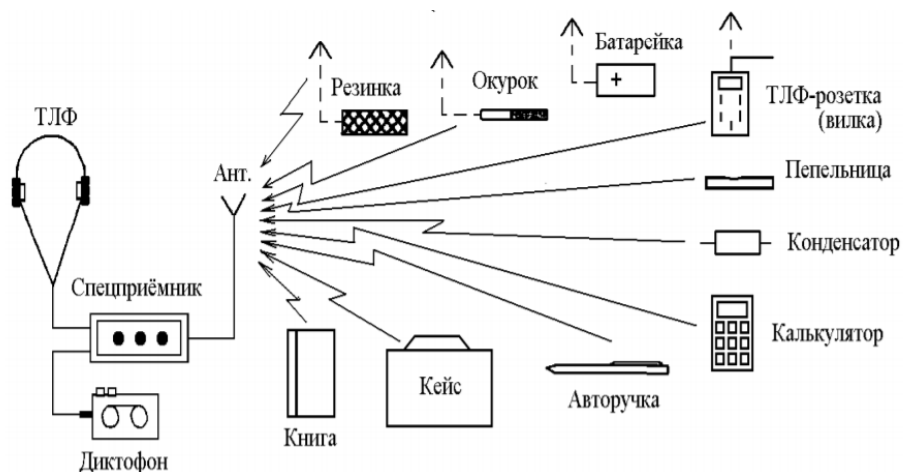 Батарейка
Резинка
Окурок
ТЛФ-розетка
(вилка)
ТЛФ
Ант.
Пепельница
Конденсатор
Спецприёмник
Калькулятор
Кейс
Авторучка
Книга
Диктофон